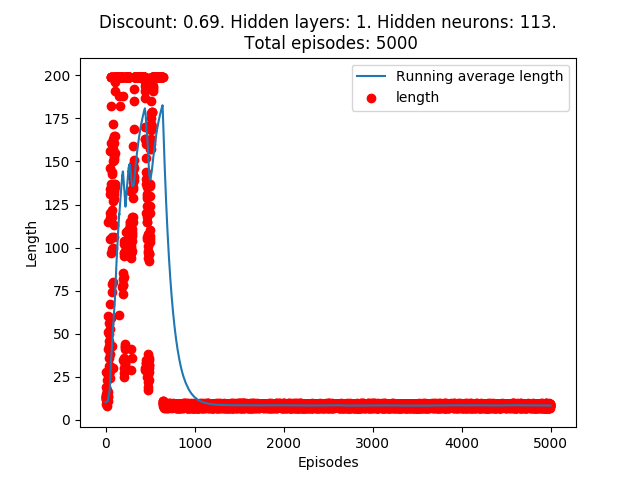 Discount: 0.69. Hidden layers: 1. Hidden neurons: 113.
Total episodes: 5000
Running average length
length
Length
200
175
150
125
100
75
50
25
0
0 1000 2000 3000 4000 5000
Episodes